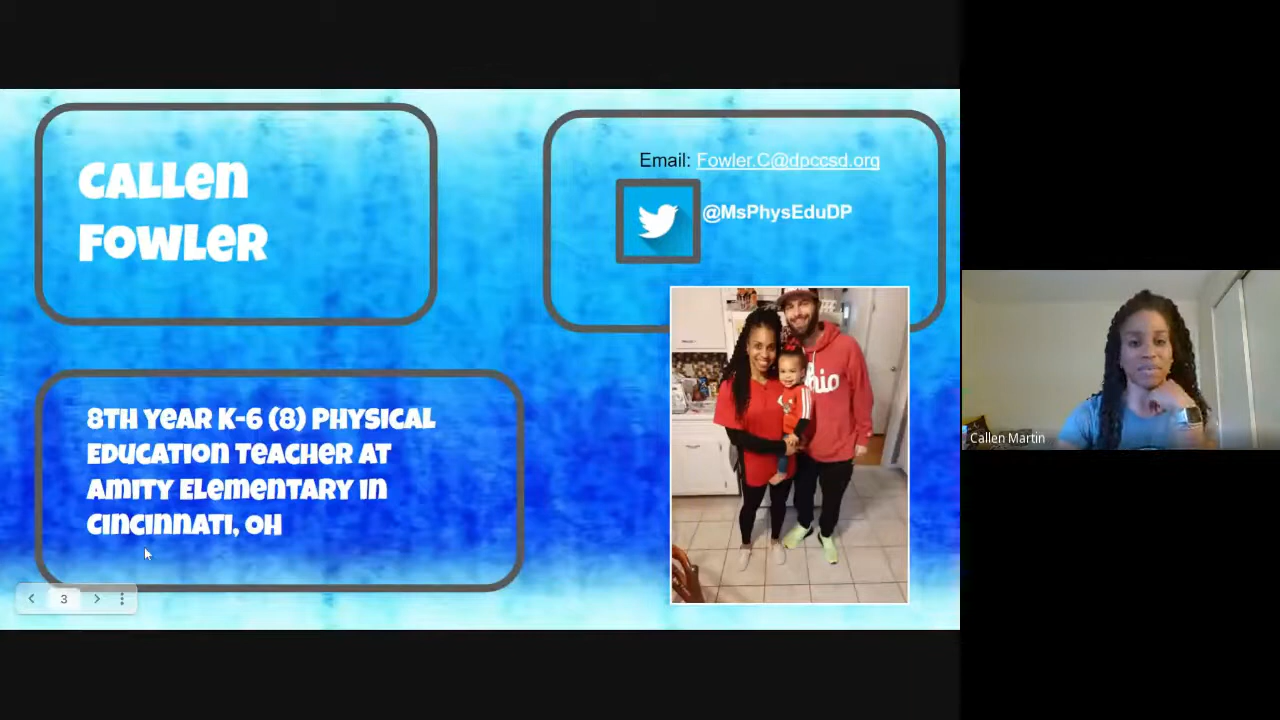 Callen
Fowler
Email: Fowler.C@dpccsd.org
@MsPhysEduDP
8th year K-6 (8) Physical
Education Teacher at
Amity Elementary in
Cincinnati, OH
hio
3
Callen Martin